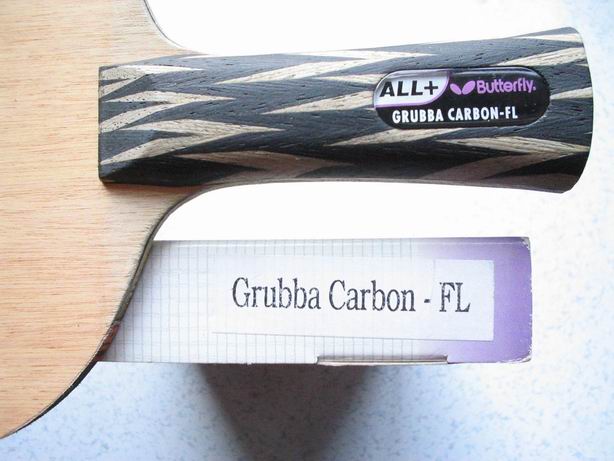 ALL+ Butterfly.
GRUBBA CARBON-FL
Grubba Carbon - FL